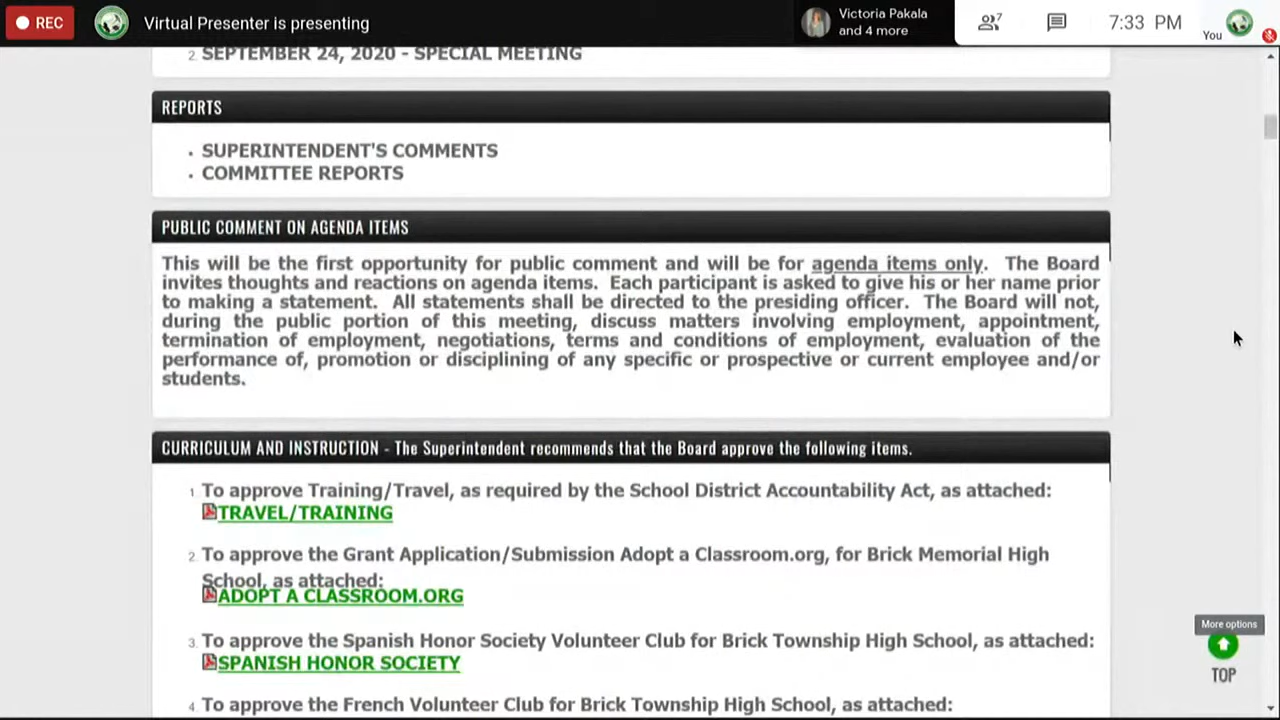 REC
Virtual Presenter is presenting
Victoria Pakala
and 4 more
7
7:33 PM
You
2. SEPTEMBER 24, 2020 - SPECIAL MEETING
REPORTS
• SUPERINTENDENT'S COMMENTS
• COMMITTEE REPORTS
PUBLIC COMMENT ON AGENDA ITEMS
This will be the first opportunity for public comment and will be for agenda items only. The Board
invites thoughts and reactions on agenda items. Each participant is asked to give his or her name prior
to making a statement. All statements shall be directed to the presiding officer. The Board will not,
during the public portion of this meeting, discuss matters involving employment, appointment,
termination of employment, negotiations, terms and conditions of employment, evaluation of the
performance of, promotion or disciplining of any specific or prospective or current employee and/or
students.
CURRICULUM AND INSTRUCTION - The Superintendent recommends that the Board approve the following items.
1. To approve Training/Travel, as required by the School District Accountability Act, as attached:
TRAVEL/TRAINING
2. To approve the Grant Application/Submission Adopt a Classroom.org, for Brick Memorial High
School, as attached:
ADOPT A CLASSROOM.ORG
3. To approve the Spanish Honor Society Volunteer Club for Brick Township High School, as attached:
SPANISH HONOR SOCIETY
4. To approve the French Volunteer Club for Brick Township High School, as attached:
More options
TOP